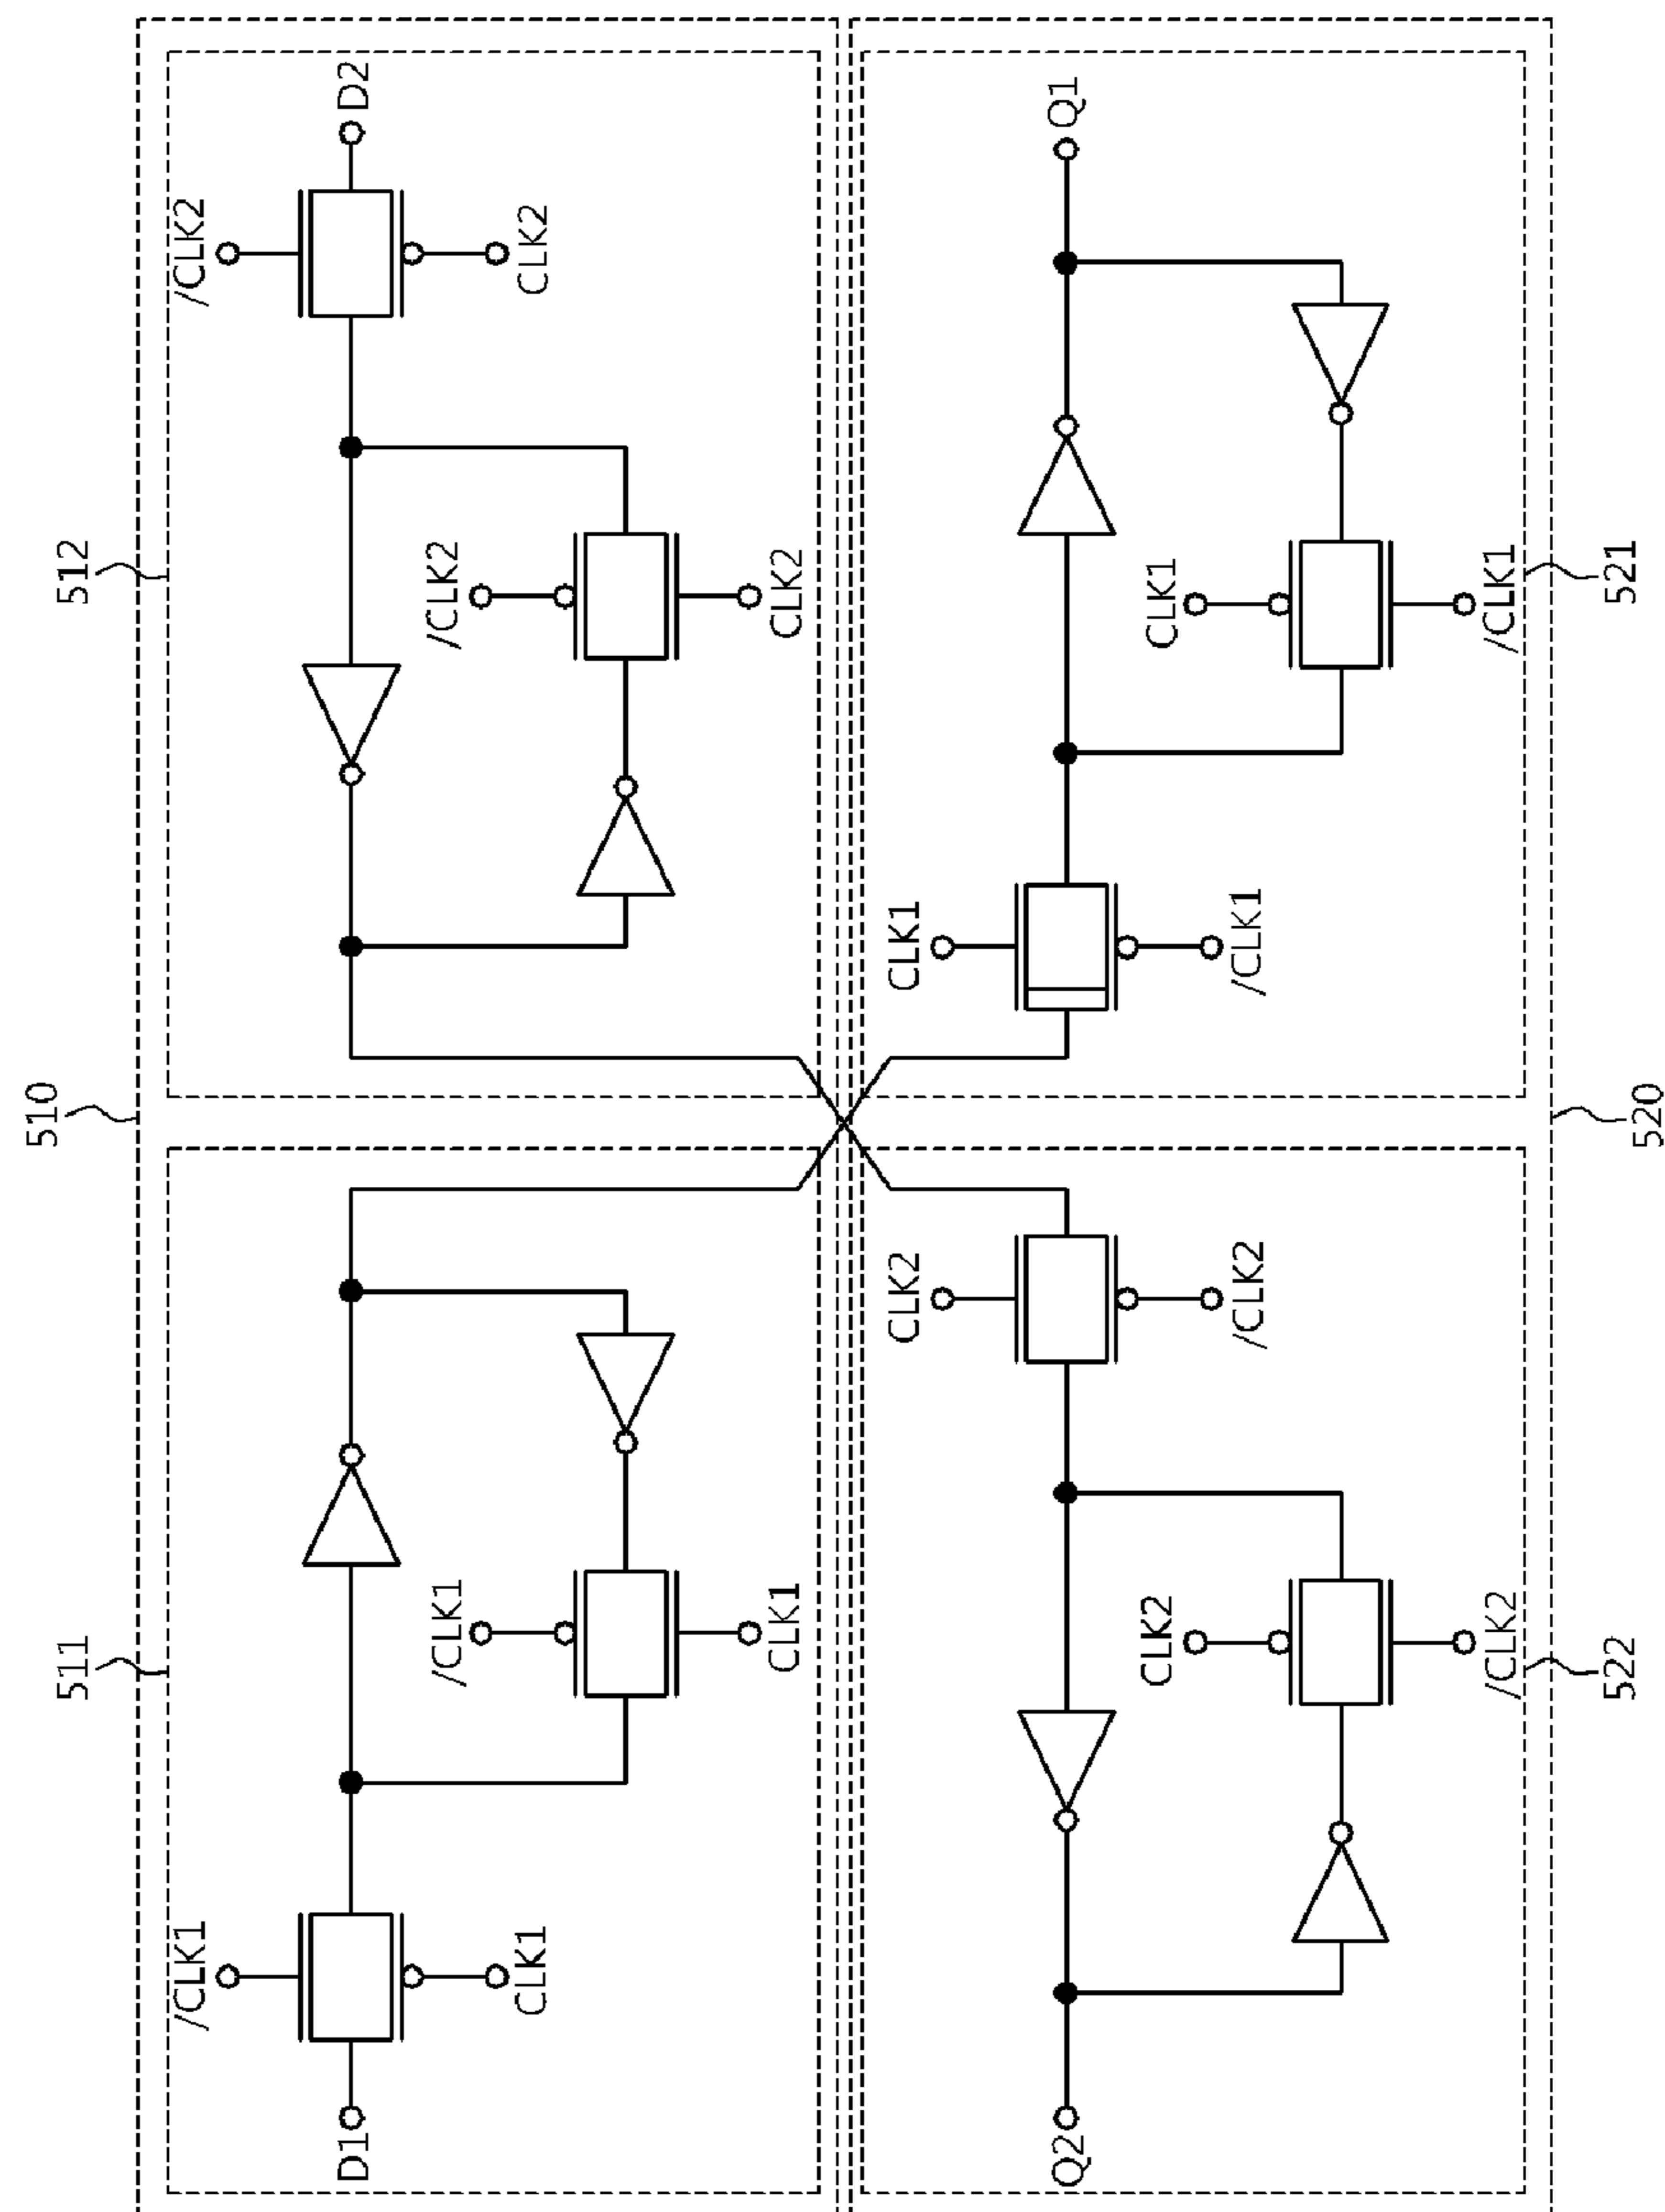 510
511
512
/CLK1
/CLK2
D1
D2
/CLK1
/CLK2
CLK1
CLK2
CLK1
CLK2
CLK2
CLK1
Q2
Q1
CLK2
CLK1
/CLK2
/CLK1
/CLK2
/CLK1
522
521
520